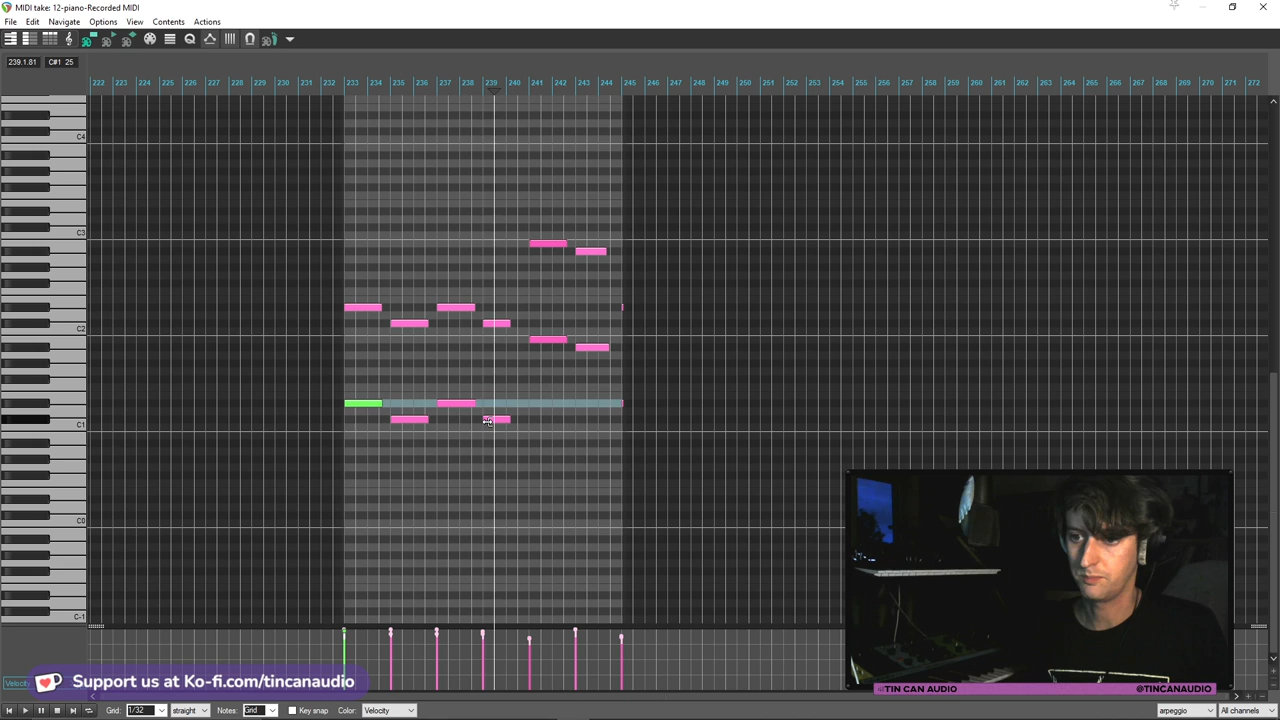 MIDI take: 12-piano-Recorded MIDI
File Edit Navigate Options View Contents Actions
239.1.81 C#1 25
222 223 224 225 226 227 228 229 230 231 232 233 234 235 236 237 238 239 240 241 242 243 244 245 246 247 248 249 250 251 252 253 254 255 256 257 258 259 260 261 262 263 264 265 266 267 268 269 270 271 272
C4
C3
C2
C1
C0
C-1
Velocit
Support us at Ko-fi.com/tincanaudio
TIN CAN AUDIO @TINCANAUDIO
Grid: 1/32 straight Notes: Grid Key snap Color: Velocity arpeggio All channels